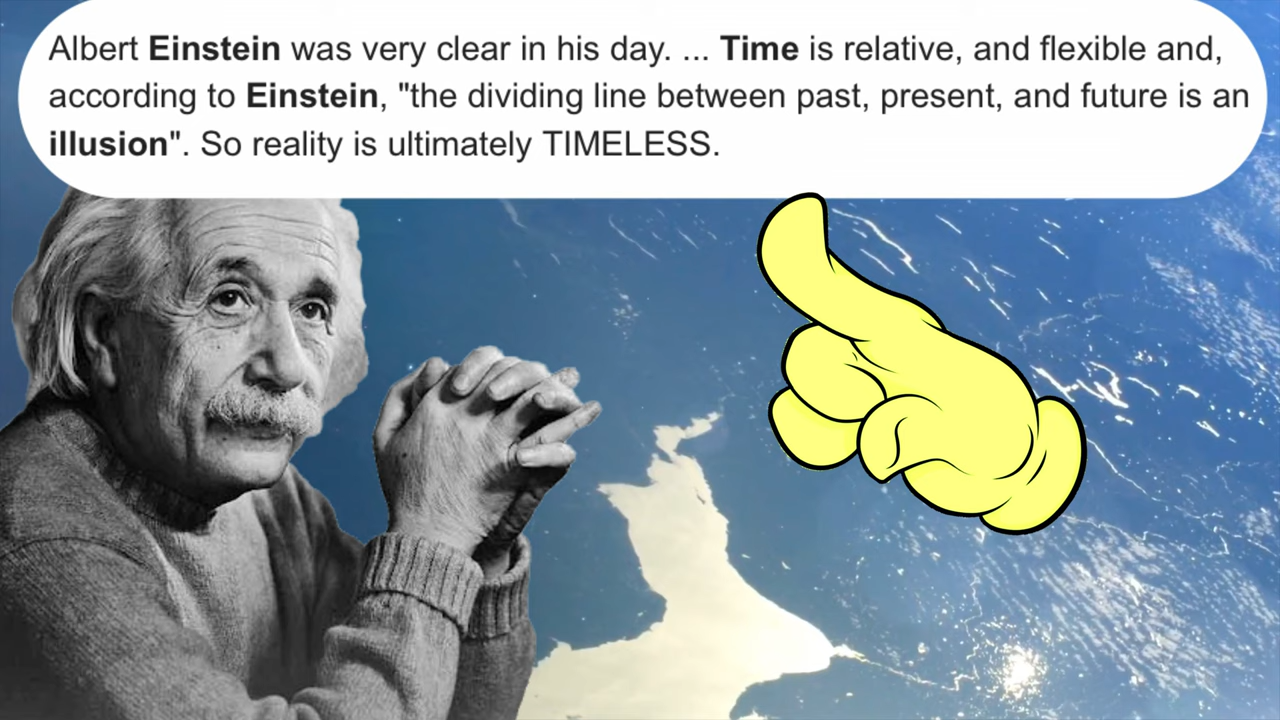 Albert Einstein was very clear in his day. ... Time is relative, and flexible and,
according to Einstein, "the dividing line between past, present, and future is an
illusion". So reality is ultimately TIMELESS.